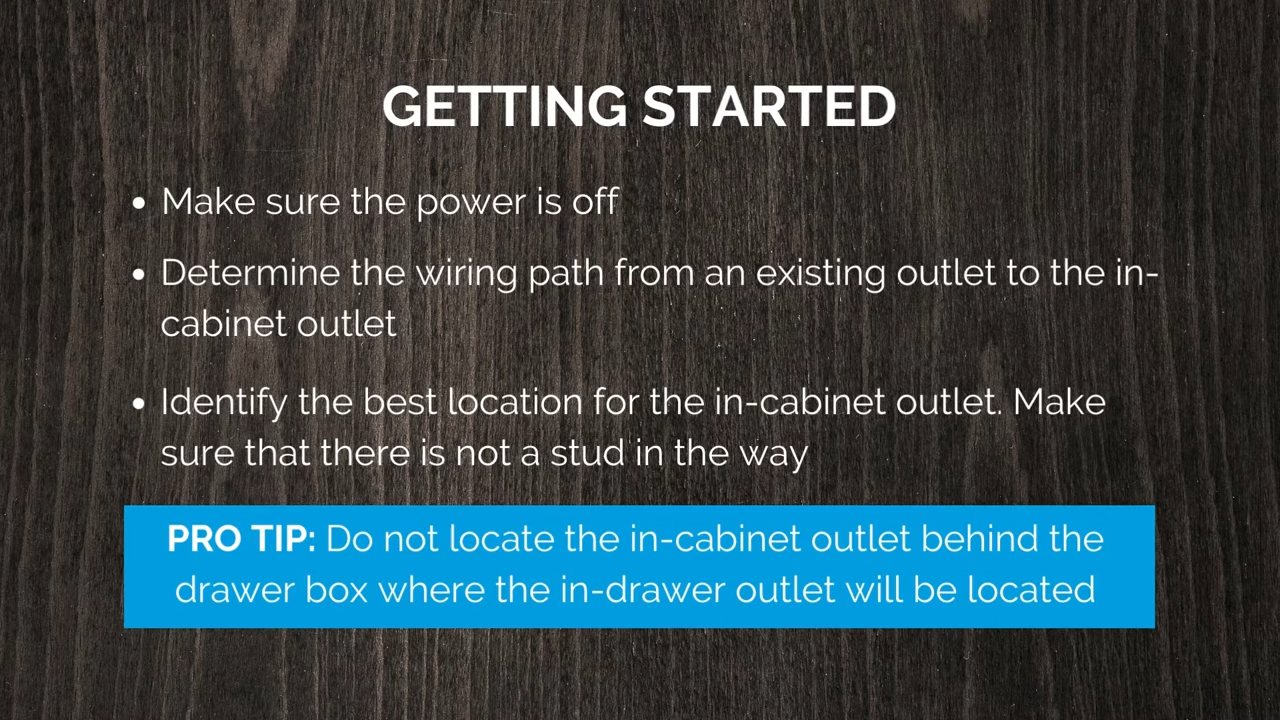 GETTING STARTED
• Make sure the power is off
• Determine the wiring path from an existing outlet to the in-
cabinet outlet
• Identify the best location for the in-cabinet outlet. Make
sure that there is not a stud in the way
PRO TIP: Do not locate the in-cabinet outlet behind the
drawer box where the in-drawer outlet will be located